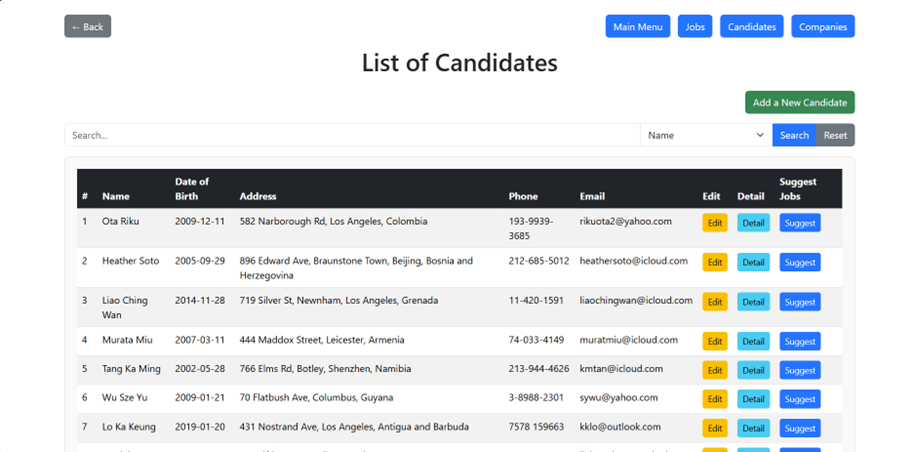 ← Back Main Menu Jobs Candidates Companies
List of Candidates
Add a New Candidate
Search... Name Search Reset
# Name Date of Birth Address Phone Email Edit Detail Suggest Jobs
1 Ota Riku 2009-12-11 582 Narborough Rd, Los Angeles, Colombia 193-9939-3685 rikuota2@yahoo.com Edit Detail Suggest
2 Heather Soto 2005-09-29 896 Edward Ave, Braunstone Town, Beijing, Bosnia and Herzegovina 212-685-5012 heathersoto@icloud.com Edit Detail Suggest
3 Liao Ching Wan 2014-11-28 719 Silver St, Newnham, Los Angeles, Grenada 11-420-1591 liaochingwan@icloud.com Edit Detail Suggest
4 Murata Miu 2007-03-11 444 Maddox Street, Leicester, Armenia 74-033-4149 muratmiu@icloud.com Edit Detail Suggest
5 Tang Ka Ming 2002-05-28 766 Elms Rd, Botley, Shenzhen, Namibia 213-944-4626 kmtan@icloud.com Edit Detail Suggest
6 Wu Sze Yu 2009-01-21 70 Flatbush Ave, Columbus, Guyana 3-8988-2301 sywu@yahoo.com Edit Detail Suggest
7 Lo Ka Keung 2019-01-20 431 Nostrand Ave, Los Angeles, Antigua and Barbuda 7578 159663 kklo@outlook.com Edit Detail Suggest